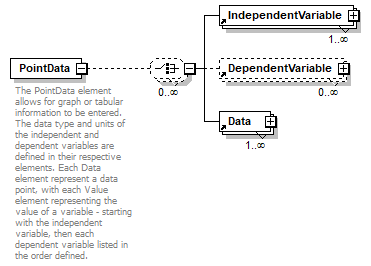 IndependentVariable
1..∞
PointData
DependentVariable
0..∞
0..∞
The PointData element
allows for graph or tabular
information to be entered.
The data type and units of
the independent and
dependent variables are
defined in their respective
elements. Each Data
element represent a data
point, with each Value
element representing the
value of a variable - starting
with the independent
variable, then each
dependent variable listed in
the order defined.
Data
1..∞